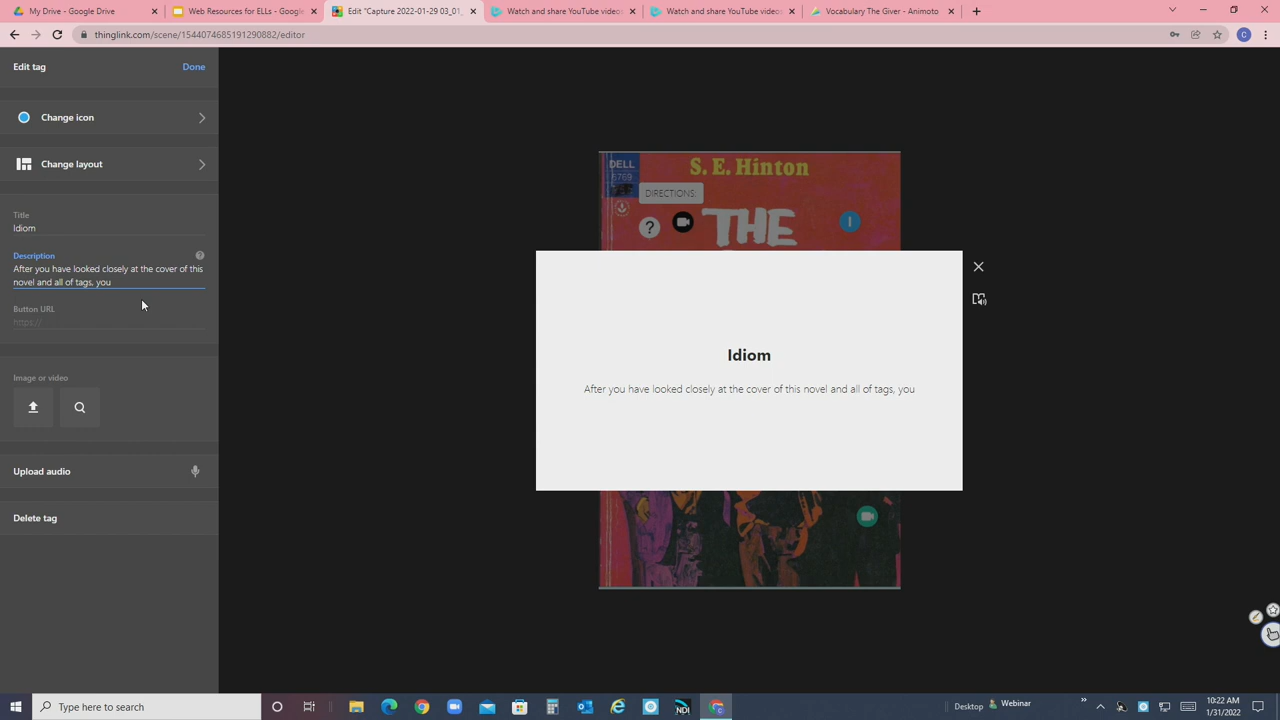 My Drive - Google Drive
Web Resources for ELLs - Google
Edit "Capture 2022-01-29 03_01_
Watch and share YouTube videos
Watch and share YouTube videos
Vocabulary The Giver - Animoto
thinglink.com/scene/1544074685191290882/editor
C
Edit tag
Done
Change icon
Change layout
Title
Idiom
Description
After you have looked closely at the cover of this
novel and all of tags, you
Button URL
https://
Image or video
Upload audio
Delete tag
DELL
S. E. Hinton
DIRECTIONS:
?
THE
I
Idiom
After you have looked closely at the cover of this novel and all of tags, you
Type here to search
NDI
Desktop
Webinar
10:22 AM
1/31/2022